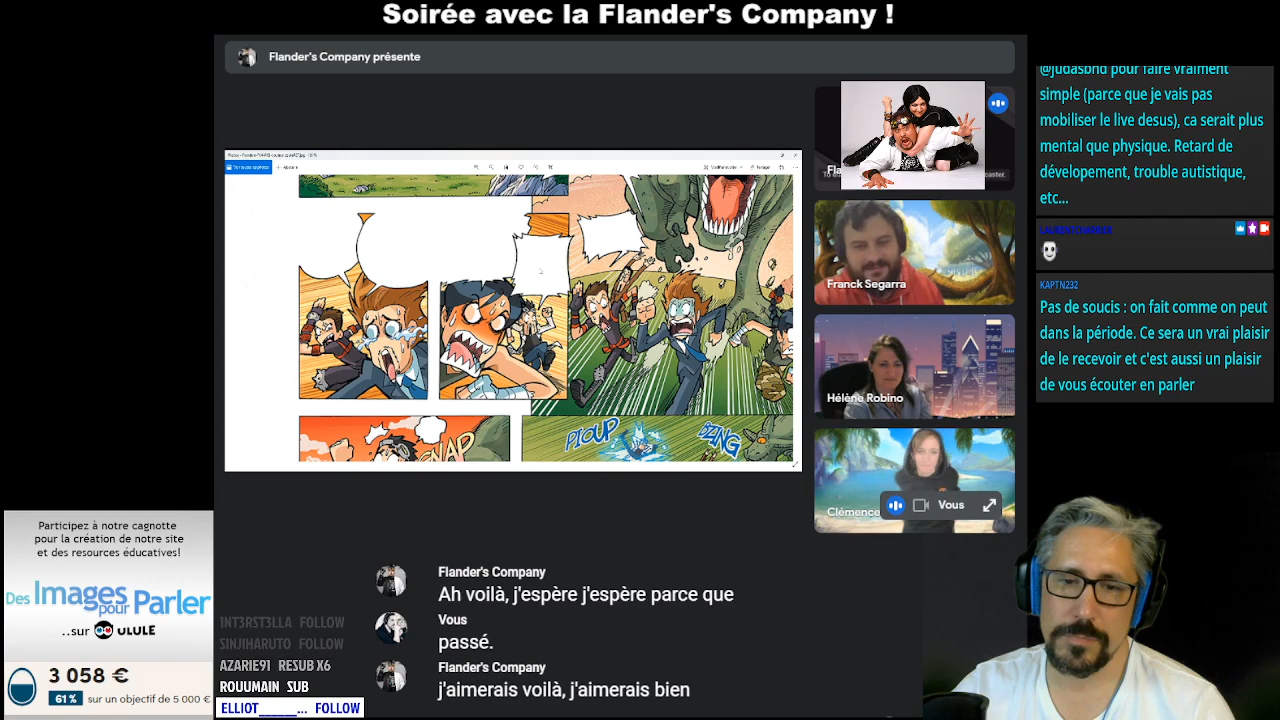 Soirée avec la Flander's Company !
Flander's Company présente
@judasbnd pour faire vraiment
simple (parce que je vais pas
mobiliser le live desus), ca serait plus
mental que physique. Retard de
dévelopement, trouble autistique,
etc...
KAPTN232
Pas de soucis : on fait comme on peut
dans la période. Ce sera un vrai plaisir
de le recevoir et c'est aussi un plaisir
de vous écouter en parler
Franck Segarra
Hélène Robino
Clémence
Vous
SNAP
PIOUP
DZING
Flander's Company
Ah voilà, j'espère j'espère parce que
Vous
passé.
Flander's Company
j'aimerais voilà, j'aimerais bien
Participez à notre cagnotte
pour la création de notre site
et des resources éducatives!
Des Images pour Parler
..sur ULULE
3 058 €
61 % sur un objectif de 5 000 €
1NT3RST3LLA FOLLOW
SINJIHARUTO FOLLOW
AZARIE91 RESUB X6
ROUUMAIN SUB
ELLIOT______... FOLLOW